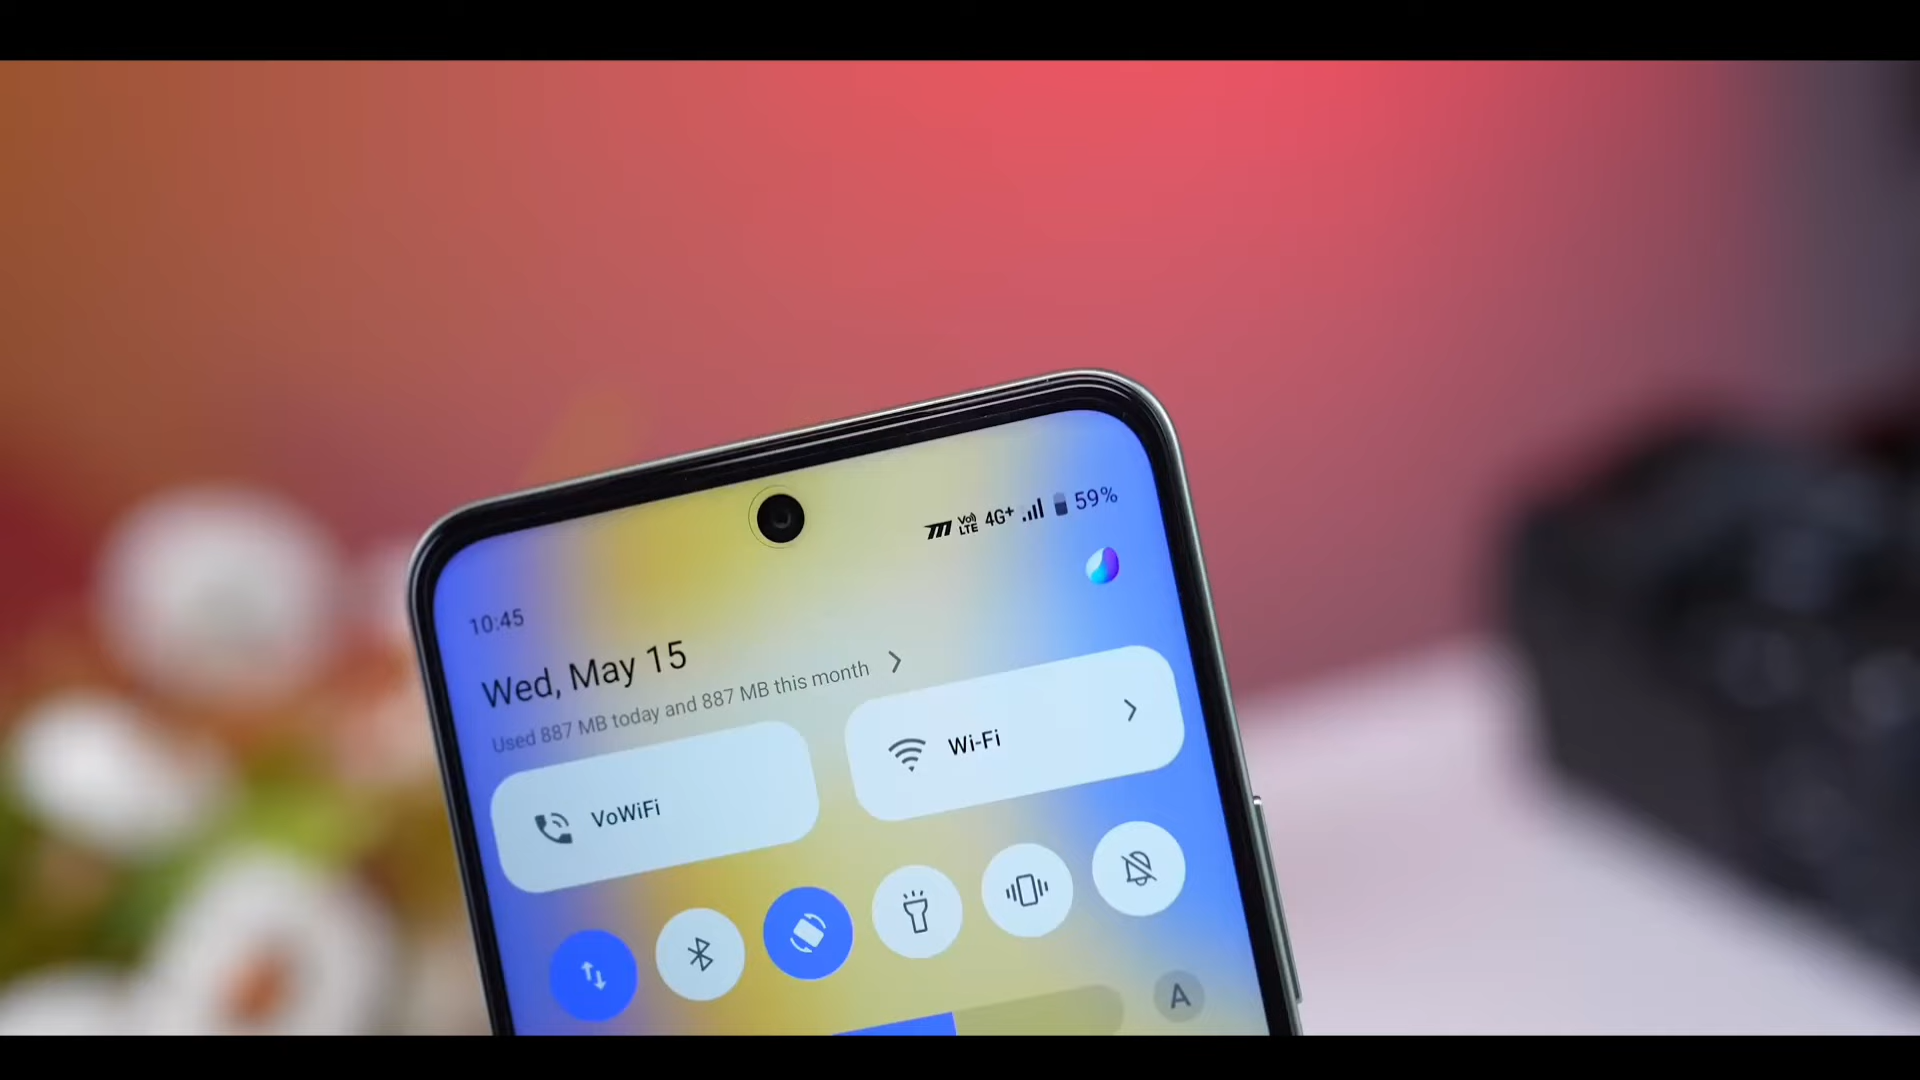 VoD LTE 4G+ 59%
10:45
Wed, May 15
Used 887 MB today and 887 MB this month
VoWiFi
Wi-Fi
A